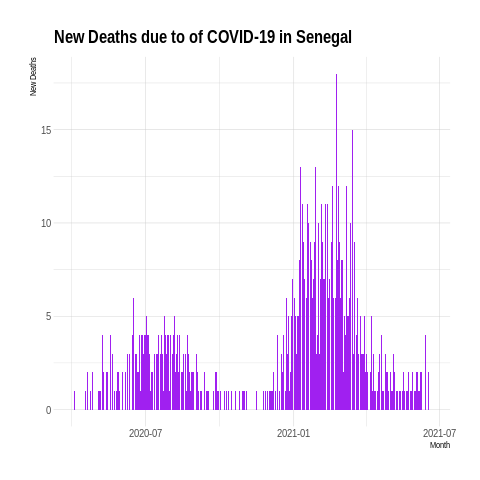 New Deaths due to of COVID-19 in Senegal
New Deaths
15
10
5
0
2020-07
2021-01
2021-07
Month